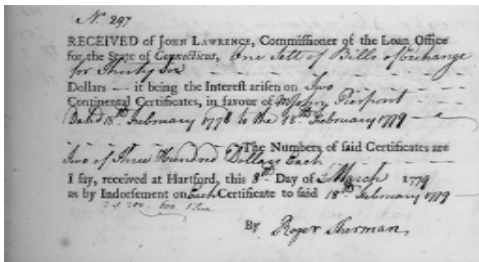 No. 297
RECEIVED of JOHN LAWRENCE, Commissioner of the Loan Office
for the State of Connecticut, One Sett of Bills of Exchange
for Thirty Six
Dollars — it being the Interest arisen on Two
Continental Certificates, in favour of Mr John Pierpont
Dated 18th February 1778 to the 18th February 1779
The Numbers of said Certificates are
Two of Three Hundred Dollars Each
I say, received at Hartford, this 8th Day of March 1779
as by Indorsement on Each Certificate to said 18th February 1779
By Roger Sherman,